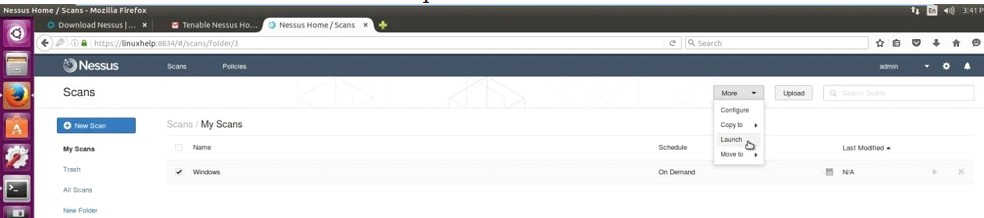 Nessus Home / Scans - Mozilla Firefox
En 3:41 P
Download Nessus |... × Tenable Nessus Ho... × Nessus Home / Scans ×
https://linuxhelp:8834/#/scans/folder/3 Search
Nessus Scans Policies admin
Scans More Upload Search Scans
Configure
New Scan Scans / My Scans Copy to
Launch
My Scans Name Schedule Last Modified
Move to
Trash Windows On Demand N/A ×
All Scans
New Folder